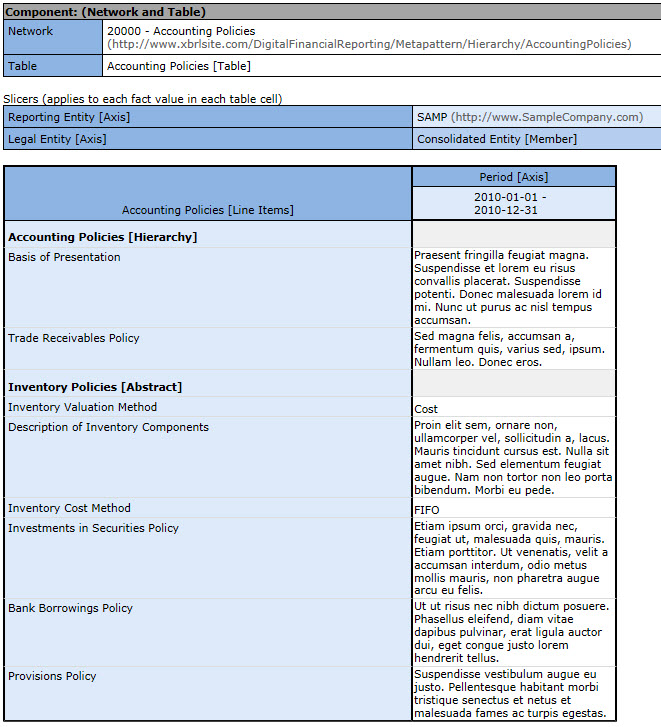 Component: (Network and Table)
Network
20000 - Accounting Policies
(http://www.xbrlsite.com/DigitalFinancialReporting/Metapattern/Hierarchy/AccountingPolicies)
Table
Accounting Policies [Table]
Slicers (applies to each fact value in each table cell)
Reporting Entity [Axis]
SAMP (http://www.SampleCompany.com)
Legal Entity [Axis]
Consolidated Entity [Member]
Accounting Policies [Line Items]
Period [Axis]
2010-01-01 -
2010-12-31
Accounting Policies [Hierarchy]
Basis of Presentation
Praesent fringilla feugiat magna.
Suspendisse et lorem eu risus
convallis placerat. Suspendisse
potenti. Donec malesuada lorem id
mi. Nunc ut purus ac nisl tempus
accumsan.
Trade Receivables Policy
Sed magna felis, accumsan a,
fermentum quis, varius sed, ipsum.
Nullam leo. Donec eros.
Inventory Policies [Abstract]
Inventory Valuation Method
Cost
Description of Inventory Components
Proin elit sem, ornare non,
ullamcorper vel, sollicitudin a, lacus.
Mauris tincidunt cursus est. Nulla sit
amet nibh. Sed elementum feugiat
augue. Nam non tortor non leo porta
bibendum. Morbi eu pede.
Inventory Cost Method
FIFO
Investments in Securities Policy
Etiam ipsum orci, gravida nec,
feugiat ut, malesuada quis, mauris.
Etiam porttitor. Ut venenatis, velit a
accumsan interdum, odio metus
mollis mauris, non pharetra augue
arcu eu felis.
Bank Borrowings Policy
Ut ut risus nec nibh dictum posuere.
Phasellus eleifend, diam vitae
dapibus pulvinar, erat ligula auctor
dui, eget congue justo lorem
hendrerit tellus.
Provisions Policy
Suspendisse vestibulum augue eu
justo. Pellentesque habitant morbi
tristique senectus et netus et
malesuada fames ac turpis egestas.